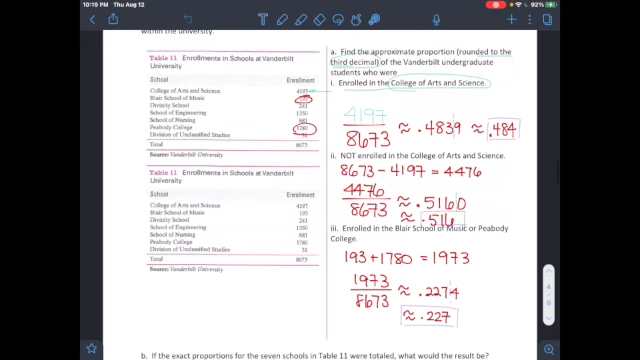 10:19 PM Thu Aug 12
within the university.
Table 11 Enrollments in Schools at Vanderbilt
University
School Enrollment
College of Arts and Science 4197
Blair School of Music 193
Divinity School 241
School of Engineering 1350
School of Nursing 881
Peabody College 1780
Division of Unclassified Studies 31
Total 8673
Source: Vanderbilt University
Table 11 Enrollments in Schools at Vanderbilt
University
School Enrollment
College of Arts and Science 4197
Blair School of Music 193
Divinity School 241
School of Engineering 1350
School of Nursing 881
Peabody College 1780
Division of Unclassified Studies 31
Total 8673
Source: Vanderbilt University
a. Find the approximate proportion (rounded to the
third decimal) of the Vanderbilt undergraduate
students who were
i. Enrolled in the College of Arts and Science.
4197
8673 ≈ .4839 ≈ .484
ii. NOT enrolled in the College of Arts and Science.
8673 - 4197 = 4476
4476
8673 ≈ .5160
≈ .516
iii. Enrolled in the Blair School of Music or Peabody
College.
193 + 1780 = 1973
1973
8673 ≈ .2274
≈ .227
b. If the exact proportions for the seven schools in Table 11 were totaled, what would the result be?